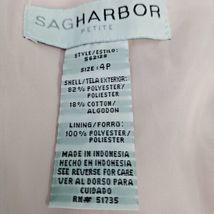 SAGHARBOR
PETITE
STYLE/ESTILO:
SIZE: 4P
SHELL/TELA EXTERIOR:
82% POLYESTER/
POLIESTER
18% COTTON/
ALGODON
LINING/FORRO:
100% POLYESTER/
POLIESTER
MADE IN INDONESIA
HECHO EN INDONESIA
SEE REVERSE FOR CARE
VER AL DORSO PARA
CUIDADO
RN# 51735